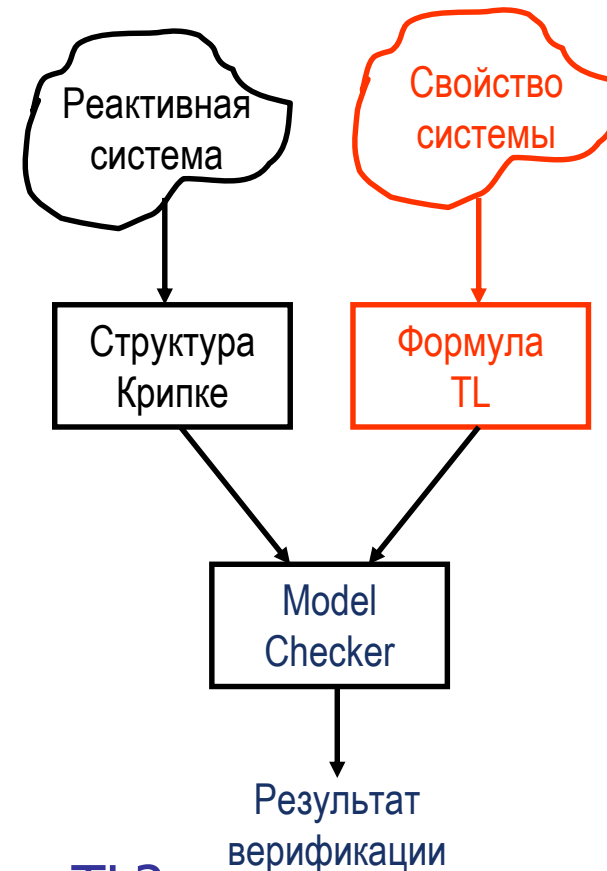 Реактивная
система
Свойство
системы
Структура
Крипке
Формула
TL
Model
Checker
Результат
верификации